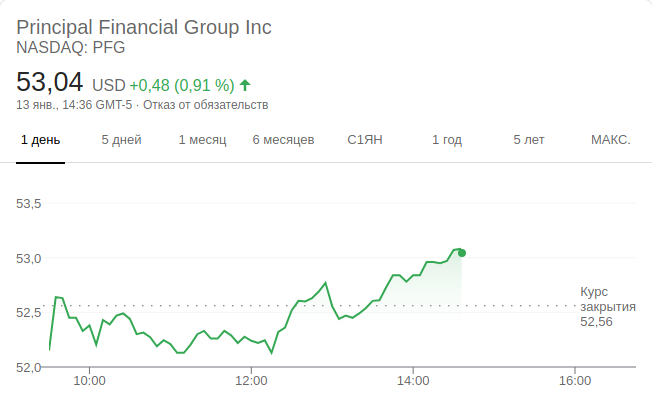 Principal Financial Group Inc
NASDAQ: PFG
53,04 USD +0,48 (0,91 %)
13 янв., 14:36 GMT-5 · Отказ от обязательств
1 день 5 дней 1 месяц 6 месяцев С1ЯН 1 год 5 лет МАКС.
53,5
53,0
52,5
52,0
Курс
закрытия
52,56
10:00 12:00 14:00 16:00